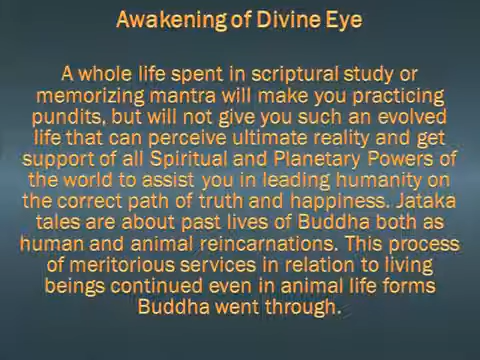 Awakening of Divine Eye
A whole life spent in scriptural study or
memorizing mantra will make you practicing
pundits, but will not give you such an evolved
life that can perceive ultimate reality and get
support of all Spiritual and Planetary Powers of
the world to assist you in leading humanity on
the correct path of truth and happiness. Jataka
tales are about past lives of Buddha both as
human and animal reincarnations. This process
of meritorious services in relation to living
beings continued even in animal life forms
Buddha went through.